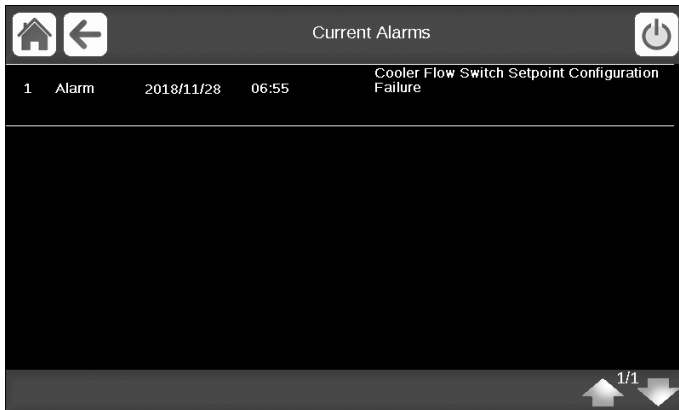 Current Alarms
1 Alarm 2018/11/28 06:55 Cooler Flow Switch Setpoint Configuration
Failure
1/1